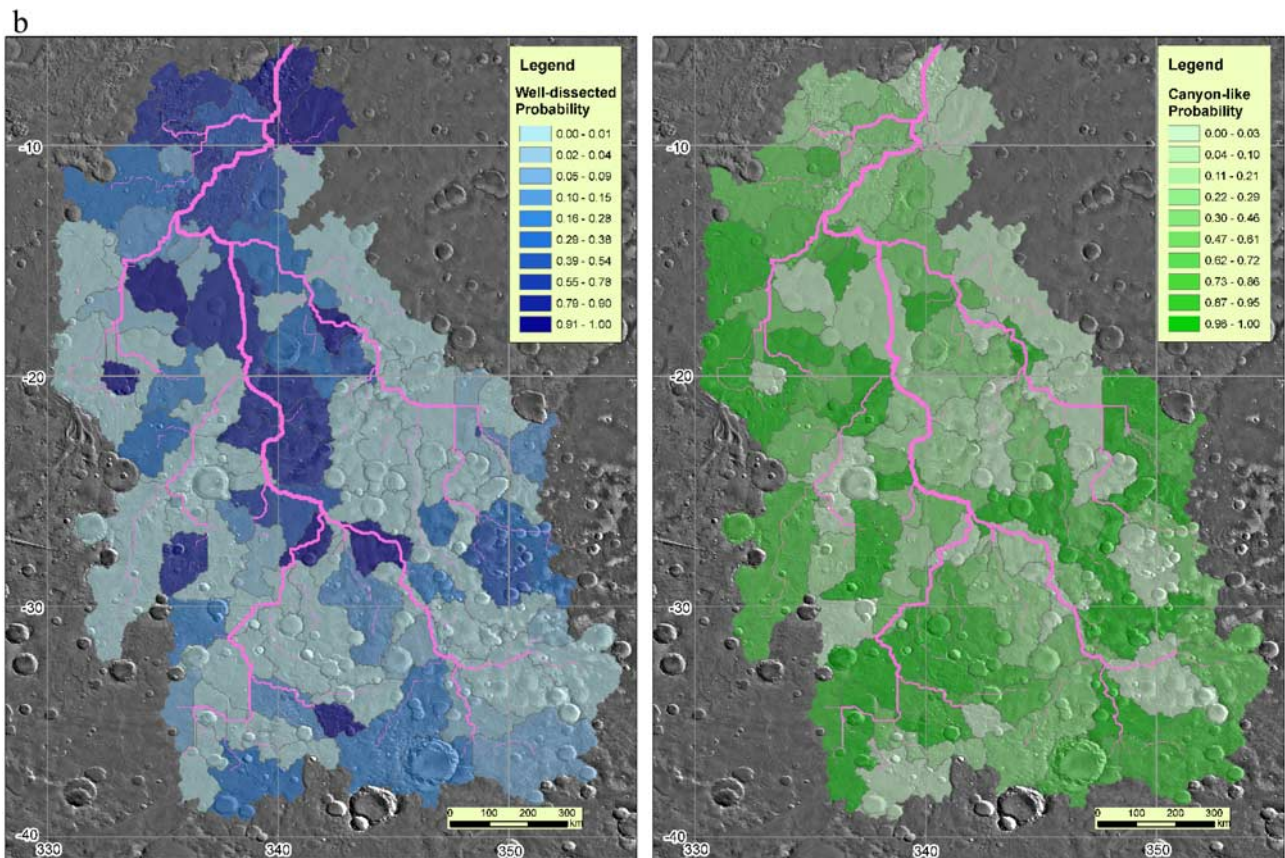 b
Legend
Well-dissected
Probability
0.00 - 0.01
0.02 - 0.04
0.05 - 0.09
0.10 - 0.15
0.16 - 0.28
0.29 - 0.38
0.39 - 0.54
0.55 - 0.78
0.79 - 0.90
0.91 - 1.00
-10
-20
-30
-40
330
340
350
0 100 200 300
km
Legend
Canyon-like
Probability
0.00 - 0.03
0.04 - 0.10
0.11 - 0.21
0.22 - 0.29
0.30 - 0.46
0.47 - 0.61
0.62 - 0.72
0.73 - 0.86
0.87 - 0.95
0.96 - 1.00
-10
-20
-30
-40
330
340
350
0 100 200 300
km